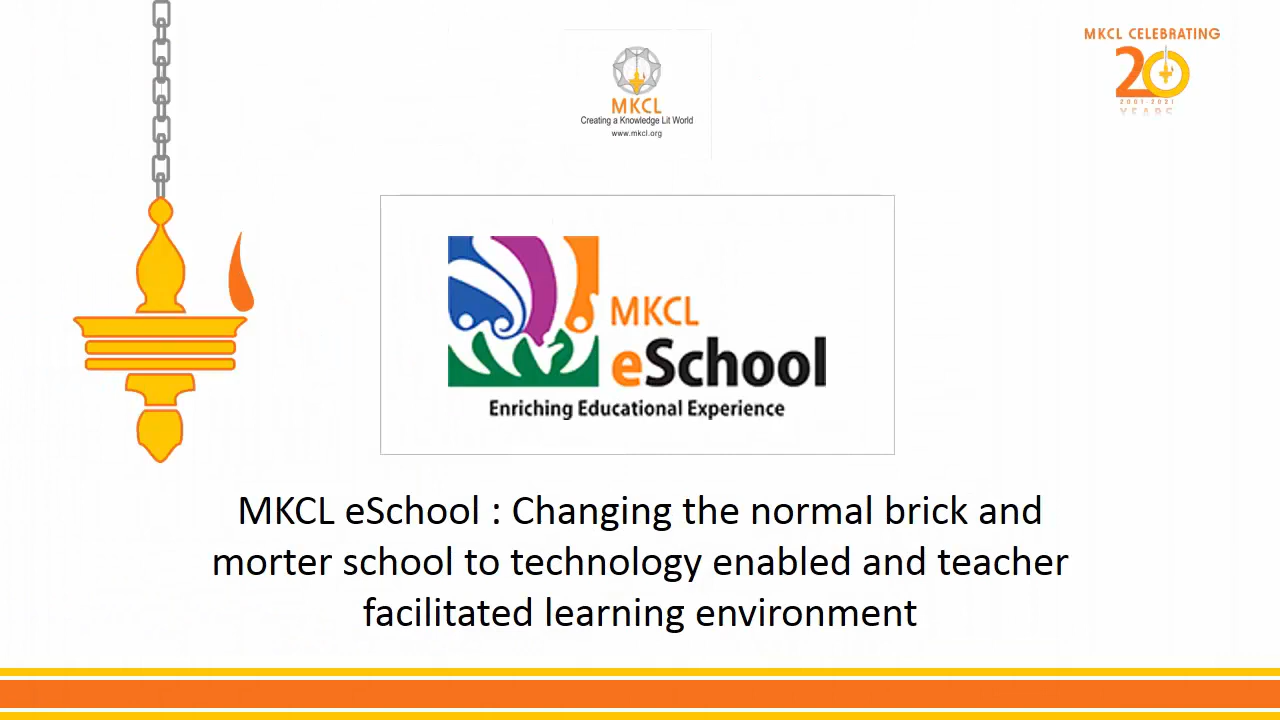 MKCL CELEBRATING
20
2001-2021
YEARS
MKCL
Creating a Knowledge Lit World
www.mkcl.org
MKCL
eSchool
Enriching Educational Experience
MKCL eSchool : Changing the normal brick and
morter school to technology enabled and teacher
facilitated learning environment